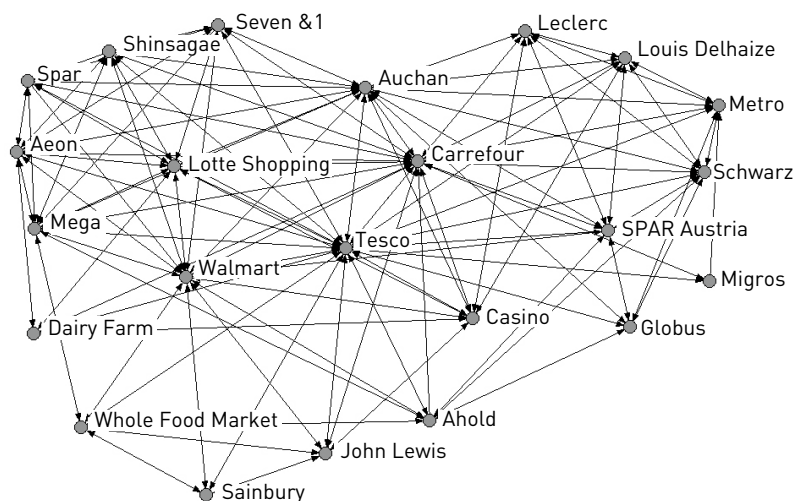 Seven &1
Leclerc
Shinsagae
Louis Delhaize
Spar
Auchan
Metro
Aeon
Lotte Shopping
Carrefour
Schwarz
Mega
Tesco
SPAR Austria
Walmart
Migros
Dairy Farm
Casino
Globus
Whole Food Market
Ahold
John Lewis
Sainbury